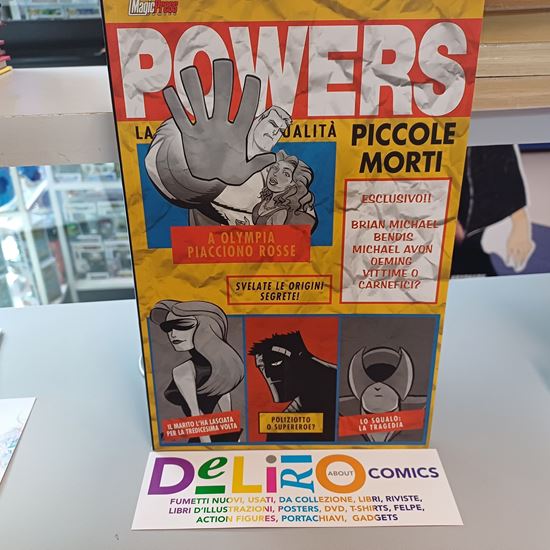 MagicPress
POWERS
LA
UALITÀ
PICCOLE
MORTI
A OLYMPIA
PIACCIONO ROSSE
ESCLUSIVO!!
BRIAN MICHAEL
BENDIS
MICHAEL AVON
OEMING
VITTIME O
CARNEFICI?
SVELATE LE ORIGINI
SEGRETE!
IL MARITO L'HA LASCIATA
PER LA TREDICESIMA VOLTA
POLIZIOTTO
O SUPEREROE?
LO SQUALO:
LA TRAGEDIA
DeLiRiO ABOUT COMICS
FUMETTI NUOVI, USATI, DA COLLEZIONE, LIBRI, RIVISTE,
LIBRI D'ILLUSTRAZIONI, POSTERS, DVD, T-SHIRTS, FELPE,
ACTION FIGURES, PORTACHIAVI, GADGETS